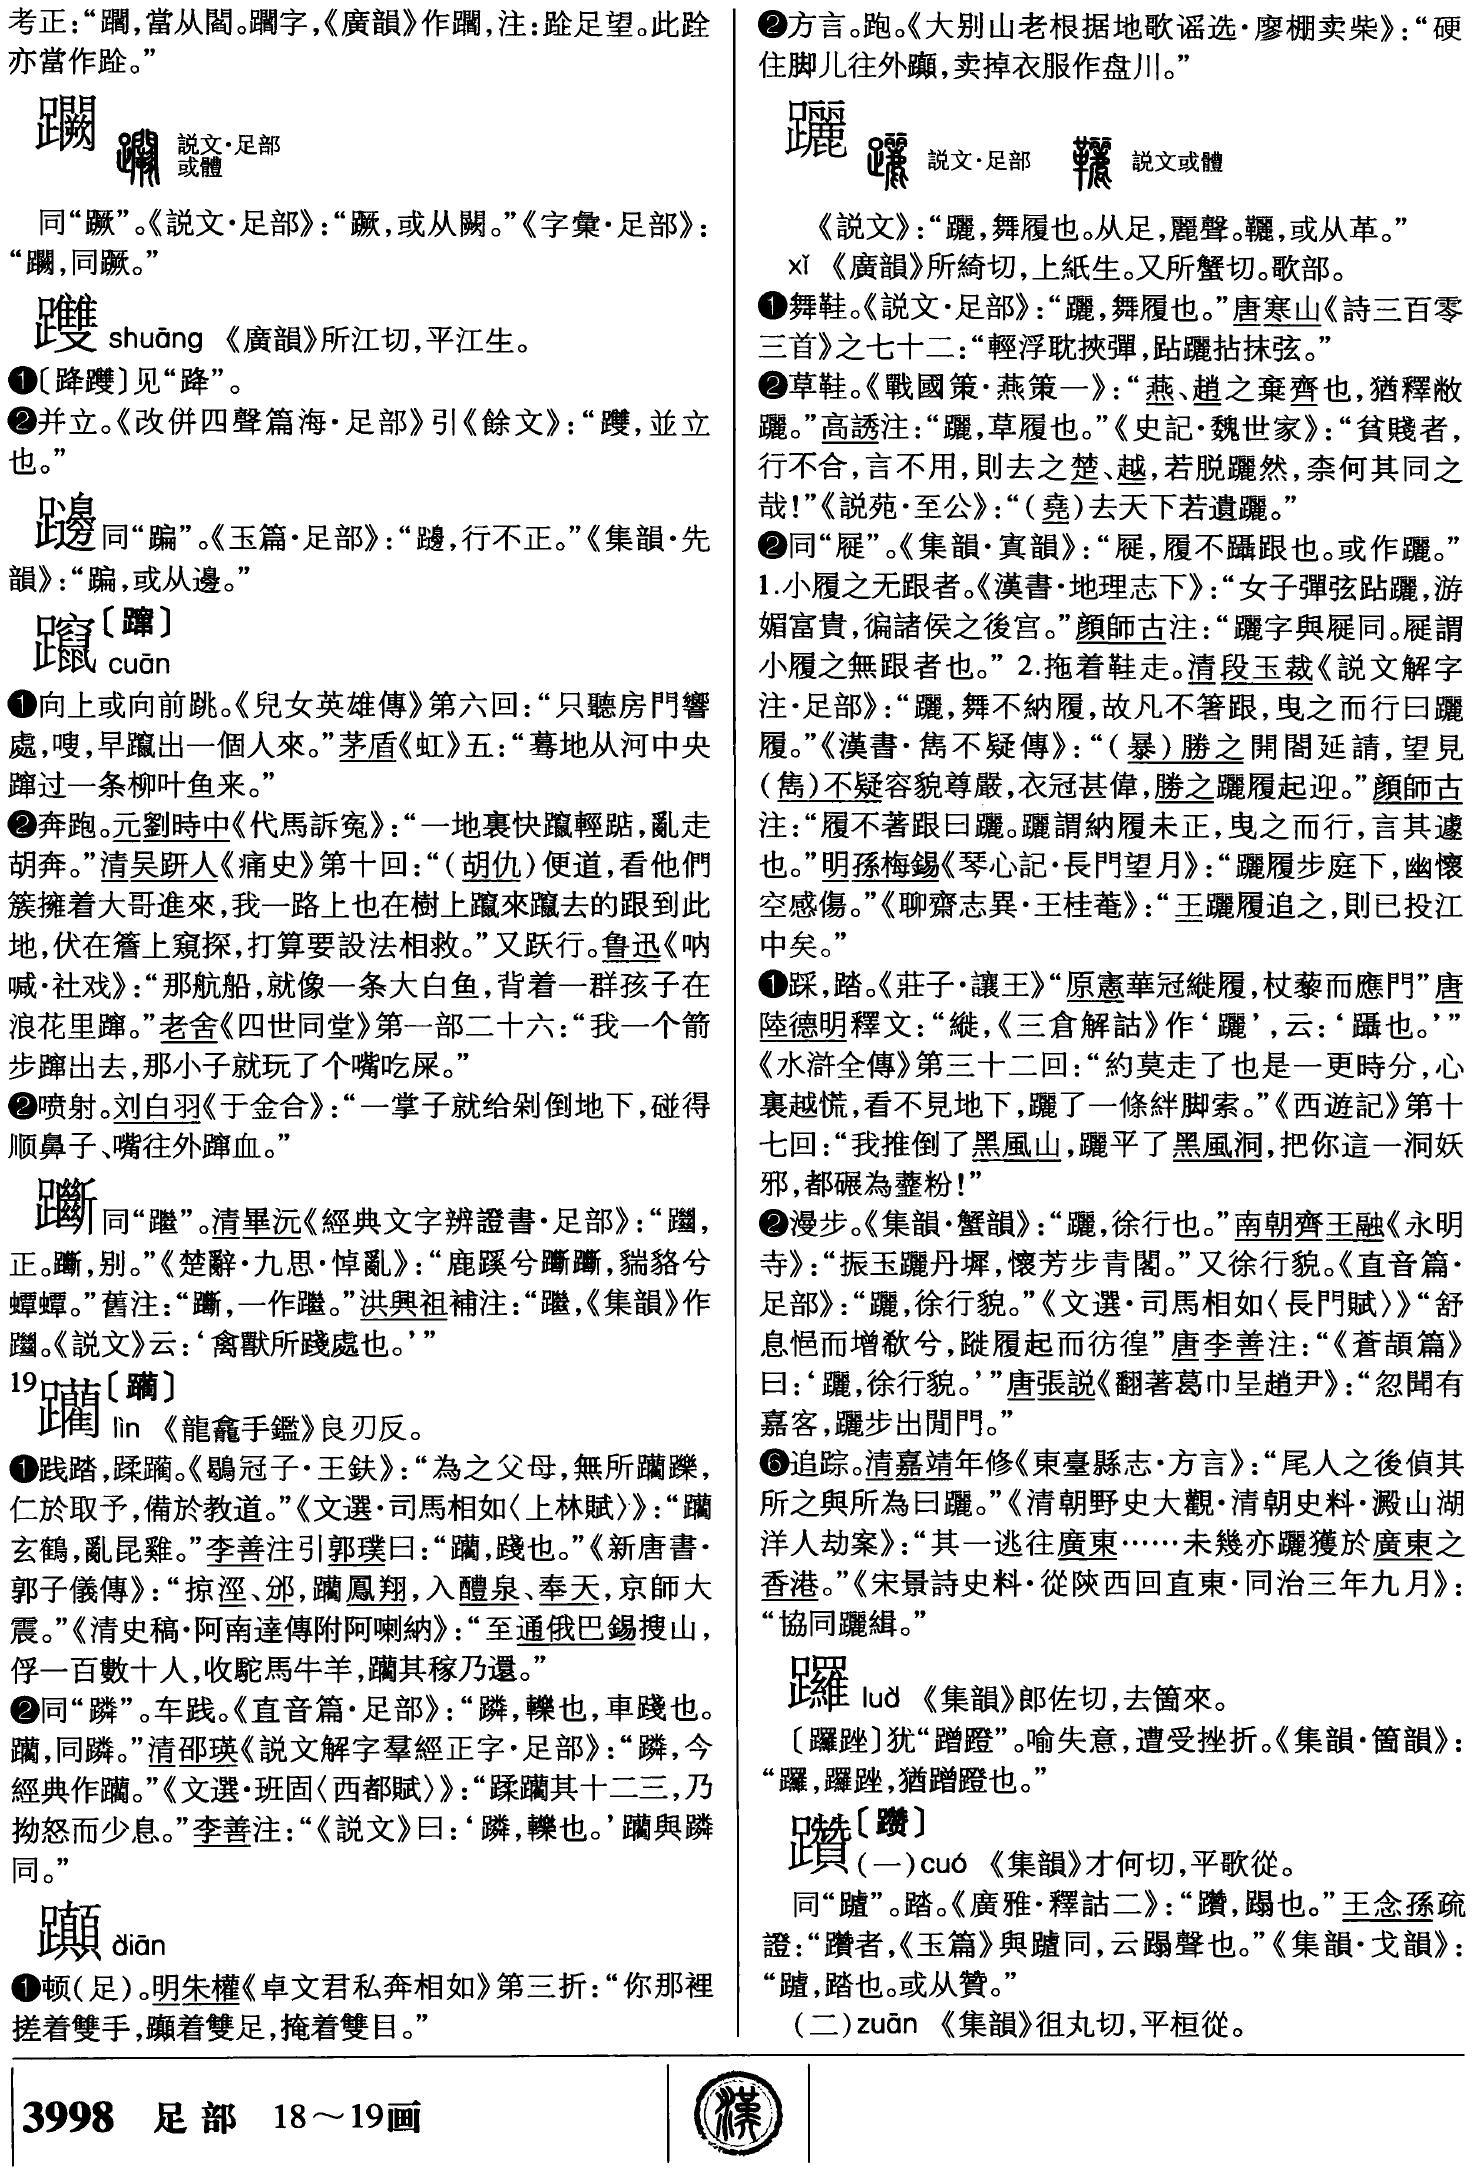 考正：“躝，當从閵。躝字，《廣韻》作躝，注：跧足望。此跧
亦當作跧。”
䠇
説文·足部
或體
同“蹶”。《説文·足部》：“蹶，或从闕。”《字彙·足部》：
“，同蹶。”
躞 shuāng 《廣韻》所江切，平江生。
❶〔跭〕见“跭”。
❷并立。《改併四聲篇海·足部》引《餘文》：“，並立
也。”
同“蹁”。《玉篇·足部》：“，行不正。”《集韻·先
韻》：“蹁，或从邊。”
躥〔蹿〕
cuān
❶向上或向前跳。《兒女英雄傳》第六回：“只聽房門響
處，嗖，早躥出一個人來。”茅盾《虹》五：“蓦地从河中央
蹿过一条柳叶鱼来。”
❷奔跑。元劉時中《代馬訴寃》：“一地裏快躥輕踮，亂走
胡奔。”清吴趼人《痛史》第十回：“（胡仇）便道，看他們
簇擁着大哥進來，我一路上也在樹上躥來躥去的跟到此
地，伏在簷上窺探，打算要設法相救。”又跃行。鲁迅《呐
喊·社戏》：“那航船，就像一条大白鱼，背着一群孩子在
浪花里蹿。”老舍《四世同堂》第一部二十六：“我一个箭
步蹿出去，那小子就玩了个嘴吃屎。”
❷喷射。刘白羽《于金合》：“一掌子就给剁倒地下，碰得
顺鼻子、嘴往外蹿血。”
同“躖”。清畢沅《經典文字辨證書·足部》：“，
正。，别。”《楚辭·九思·悼亂》：“鹿蹊兮，貒貉兮
蟫蟫。”舊注：“，一作。”洪興祖補注：“，《集韻》作
。《説文》云：‘禽獸所踐處也。’”
19躪〔躏〕
lìn 《龍龕手鑑》良刃反。
❶践踏，蹂躏。《鶡冠子·王鈇》：“為之父母，無所躪躒，
仁於取予，備於教道。”《文選·司馬相如〈上林賦〉》：“躪
玄鶴，亂昆雞。”李善注引郭璞曰：“躪，踐也。”《新唐書·
郭子儀傳》：“掠涇、邠，躪鳳翔，入醴泉、奉天，京師大
震。”《清史稿·阿南達傳附阿喇納》：“至通俄巴錫搜山，
俘一百數十人，收駝馬牛羊，躪其稼乃還。”
❷同“蹸”。车践。《直音篇·足部》：“蹸，轢也，車踐也。
躪，同蹸。”清邵瑛《説文解字羣經正字·足部》：“蹸，今
經典作躪。”《文選·班固〈西都賦〉》：“蹂躪其十二三，乃
拗怒而少息。”李善注：“《説文》曰：‘蹸，轢也。’躪與蹸
同。”
躕 diān
❶顿（足）。明朱權《卓文君私奔相如》第三折：“你那裡
搓着雙手，躓着雙足，掩着雙目。”
❷方言。跑。《大别山老根据地歌谣选·廖棚卖柴》：“硬
住脚儿往外，卖掉衣服作盘川。”
躧
説文·足部
説文或體
《説文》：“躧，舞履也。从足，麗聲。䩳，或从革。”
xǐ 《廣韻》所綺切，上紙生。又所蟹切。歌部。
❶舞鞋。《説文·足部》：“躧，舞履也。”唐寒山《詩三百零
三首》之七十二：“輕浮耽挾彈，跕躧拈抹弦。”
❷草鞋。《戰國策·燕策一》：“燕、趙之棄齊也，猶釋敝
躧。”高誘注：“躧，草履也。”《史記·魏世家》：“貧賤者，
行不合，言不用，則去之楚、越，若脱躧然，柰何其同之
哉！”《説苑·至公》：“（堯）去天下若遺躧。”
❷同“屣”。《集韻·寘韻》：“屣，履不躡跟也。或作躧。”
1.小履之无跟者。《漢書·地理志下》：“女子彈弦跕躧，游
媚富貴，徧諸侯之後宫。”顔師古注：“躧字與屣同。屣謂
小履之無跟者也。” 2.拖着鞋走。清段玉裁《説文解字
注·足部》：“躧，舞不納履，故凡不箸跟，曳之而行曰躧
履。”《漢書·雋不疑傳》：“（暴）勝之開閤延請，望見
（雋）不疑容貌尊嚴，衣冠甚偉，勝之躧履起迎。”顔師古
注：“履不著跟曰躧。躧謂納履未正，曳之而行，言其遽
也。”明孫梅錫《琴心記·長門望月》：“躧履步庭下，幽懷
空感傷。”《聊齋志異·王桂菴》：“王躧履追之，則已投江
中矣。”
❶踩，踏。《莊子·讓王》“原憲華冠縰履，杖藜而應門”唐
陸德明釋文：“縰，《三倉解詁》作‘躧’，云：‘躡也。’”
《水滸全傳》第三十二回：“約莫走了也是一更時分，心
裏越慌，看不見地下，躧了一條絆脚索。”《西遊記》第十
七回：“我推倒了黑風山，躧平了黑風洞，把你這一洞妖
邪，都碾為虀粉！”
❷漫步。《集韻·蟹韻》：“躧，徐行也。”南朝齊王融《永明
寺》：“振玉躧丹墀，懷芳步青閣。”又徐行貌。《直音篇·
足部》：“躧，徐行貌。”《文選·司馬相如〈長門賦〉》“舒
息悒而增欷兮，蹝履起而彷徨”唐李善注：“《蒼頡篇》
曰：‘躧，徐行貌。’”唐張説《翻著葛巾呈趙尹》：“忽聞有
嘉客，躧步出閒門。”
❻追踪。清嘉靖年修《東臺縣志·方言》：“尾人之後偵其
所之與所為曰躧。”《清朝野史大觀·清朝史料·澱山湖
洋人劫案》：“其一逃往廣東……未幾亦躧獲於廣東之
香港。”《宋景詩史料·從陝西回直東·同治三年九月》：
“協同躧緝。”
躩 luò 《集韻》郎佐切，去箇來。
〔躩䟶〕犹“蹭蹬”。喻失意，遭受挫折。《集韻·箇韻》：
“，猶蹭蹬也。”
躦〔躜〕
（一）cuó 《集韻》才何切，平歌從。
同“䠡”。踏。《廣雅·釋詁二》：“躦，蹋也。”王念孫疏
證：“躦者，《玉篇》與䠡同，云蹋聲也。”《集韻·戈韻》：
“䠡，踏也。或从贊。”
（二）zuān 《集韻》徂丸切，平桓從。
3998 足部 18～19画
漢